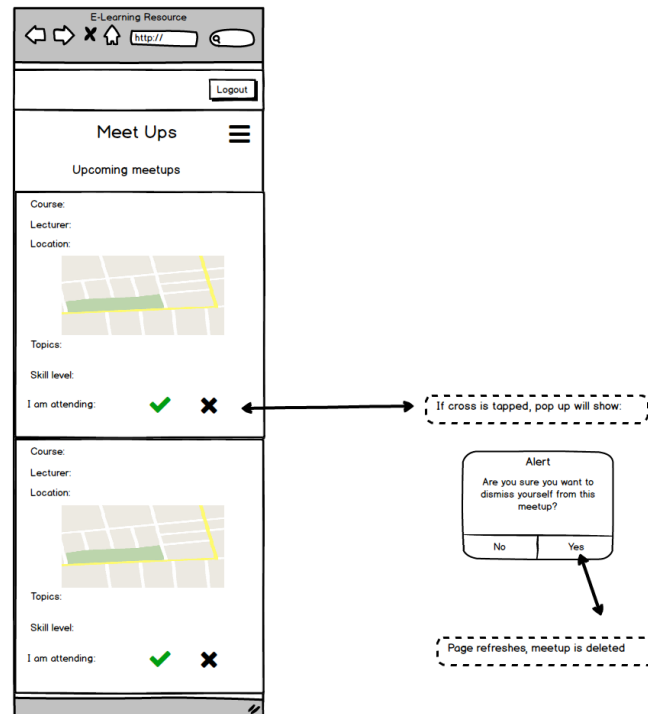 E-Learning Resource
http://
Logout
Meet Ups
Upcoming meetups
Course:
Lecturer:
Location:
Topics:
Skill level:
I am attending:
If cross is tapped, pop up will show:
Course:
Lecturer:
Location:
Topics:
Skill level:
I am attending:
Alert
Are you sure you want to
dismiss yourself from this
meetup?
No
Yes
Page refreshes, meetup is deleted